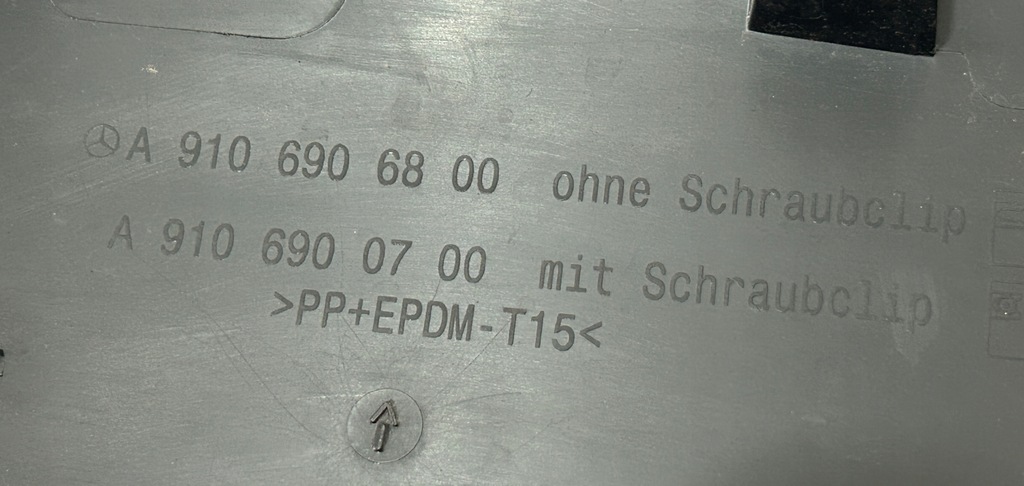 A 910 690 68 00 ohne Schraubclip
A 910 690 07 00 mit Schraubclip
>PP+EPDM-T15<